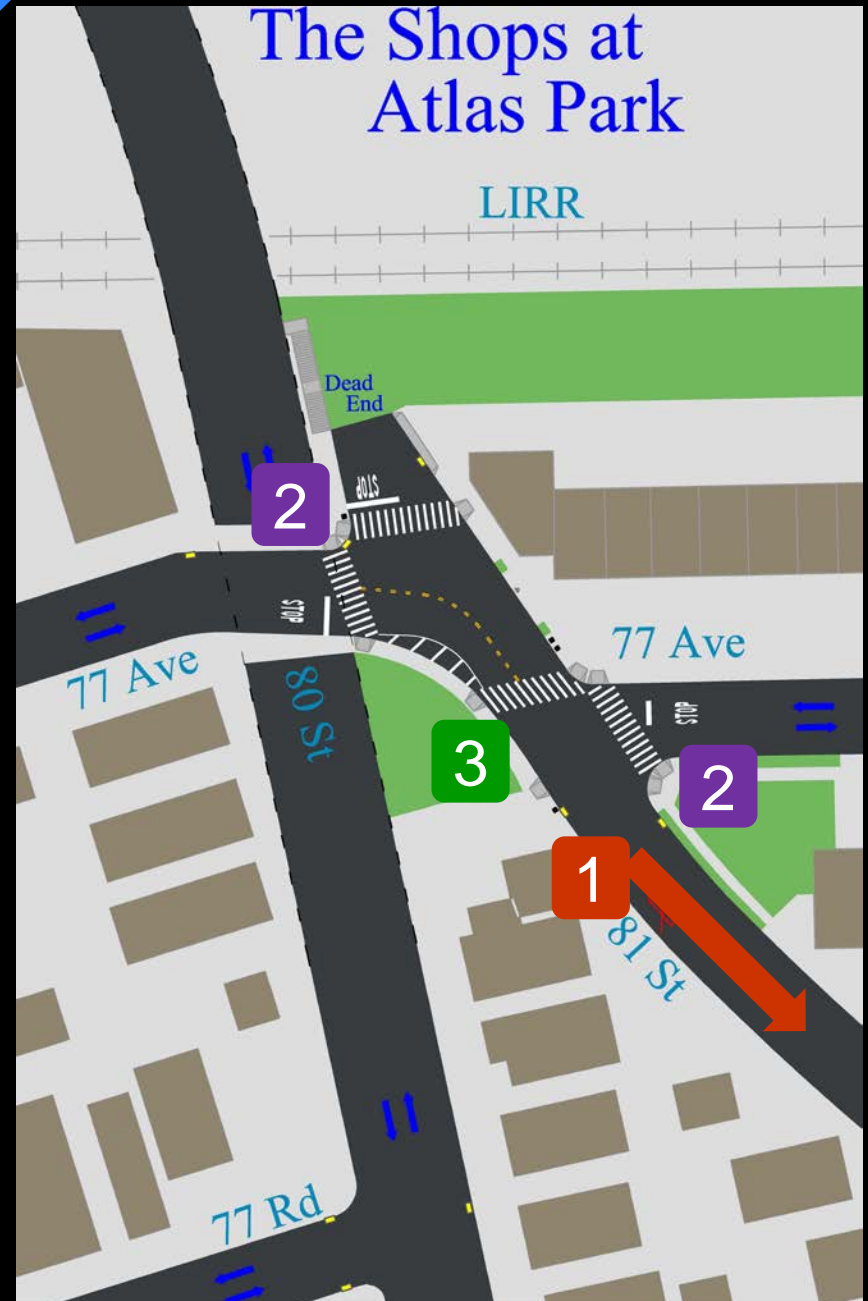 The Shops at
Atlas Park
LIRR
Dead
End
STOP
2
STOP
77 Ave
77 Ave
STOP
80 St
3
2
1
81 St
77 Rd